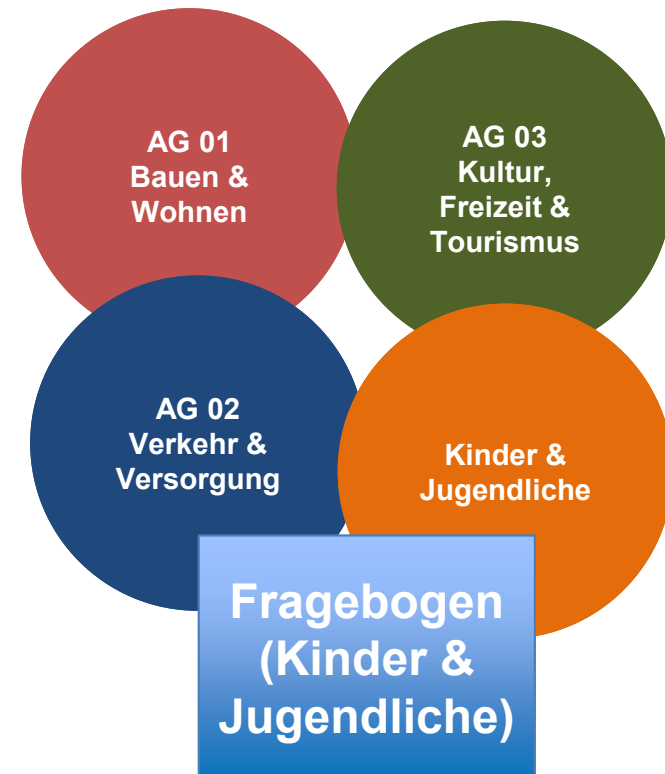 AG 01
Bauen &
Wohnen
AG 03
Kultur,
Freizeit &
Tourismus
AG 02
Verkehr &
Versorgung
Kinder &
Jugendliche
Fragebogen
(Kinder &
Jugendliche)